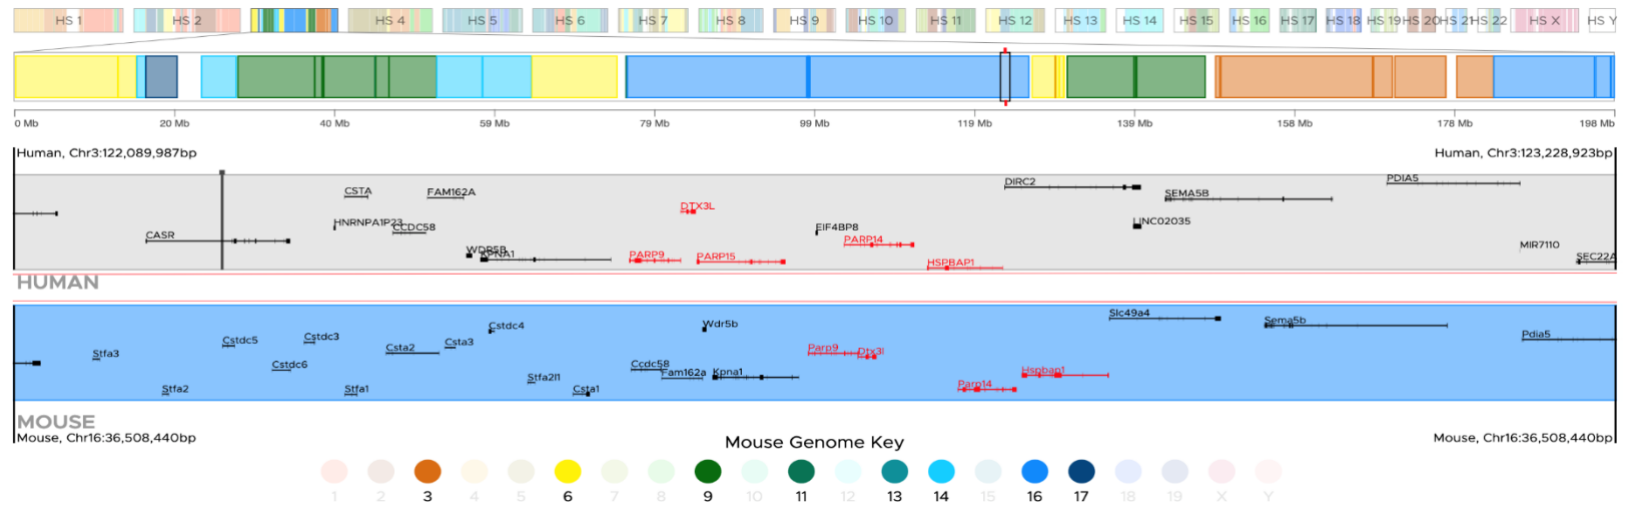 HS 1 HS 2 HS 4 HS 5 HS 6 HS 7 HS 8 HS 9 HS 10 HS 11 HS 12 HS 13 HS 14 HS 15 HS 16 HS 17 HS 18 HS 19 HS 20 HS 21 HS 22 HS X HS Y
0 Mb 20 Mb 40 Mb 59 Mb 79 Mb 99 Mb 119 Mb 139 Mb 158 Mb 178 Mb 198 Mb
Human, Chr3:122,089,987bp Human, Chr3:123,228,923bp
PDIA5
DIRC2
CSTA FAM162A SEMA5B
DTX3L
HNRNPA1P23 CCDC58 EIF4BP8 LINC02035
CASR PARP14 MIR7110
WDR5B KPNA1 PARP9 PARP15 HSPBAP1 SEC22A
HUMAN
Slc49a4
Cstdc4 Wdr5b Sema5b
Cstdc5 Cstdc3 Pdia5
Stfa3 Csta2 Csta3 Parp9 Dtx3l
Cstdc6 Ccdc58 Fam162a Kpna1 Hspbap1
Stfa2 Stfa1 Stfa2l1 Csta1 Parp14
MOUSE
Mouse, Chr16:36,508,440bp Mouse, Chr16:36,508,440bp
Mouse Genome Key
1 2 3 4 5 6 7 8 9 10 11 12 13 14 15 16 17 18 19 X Y